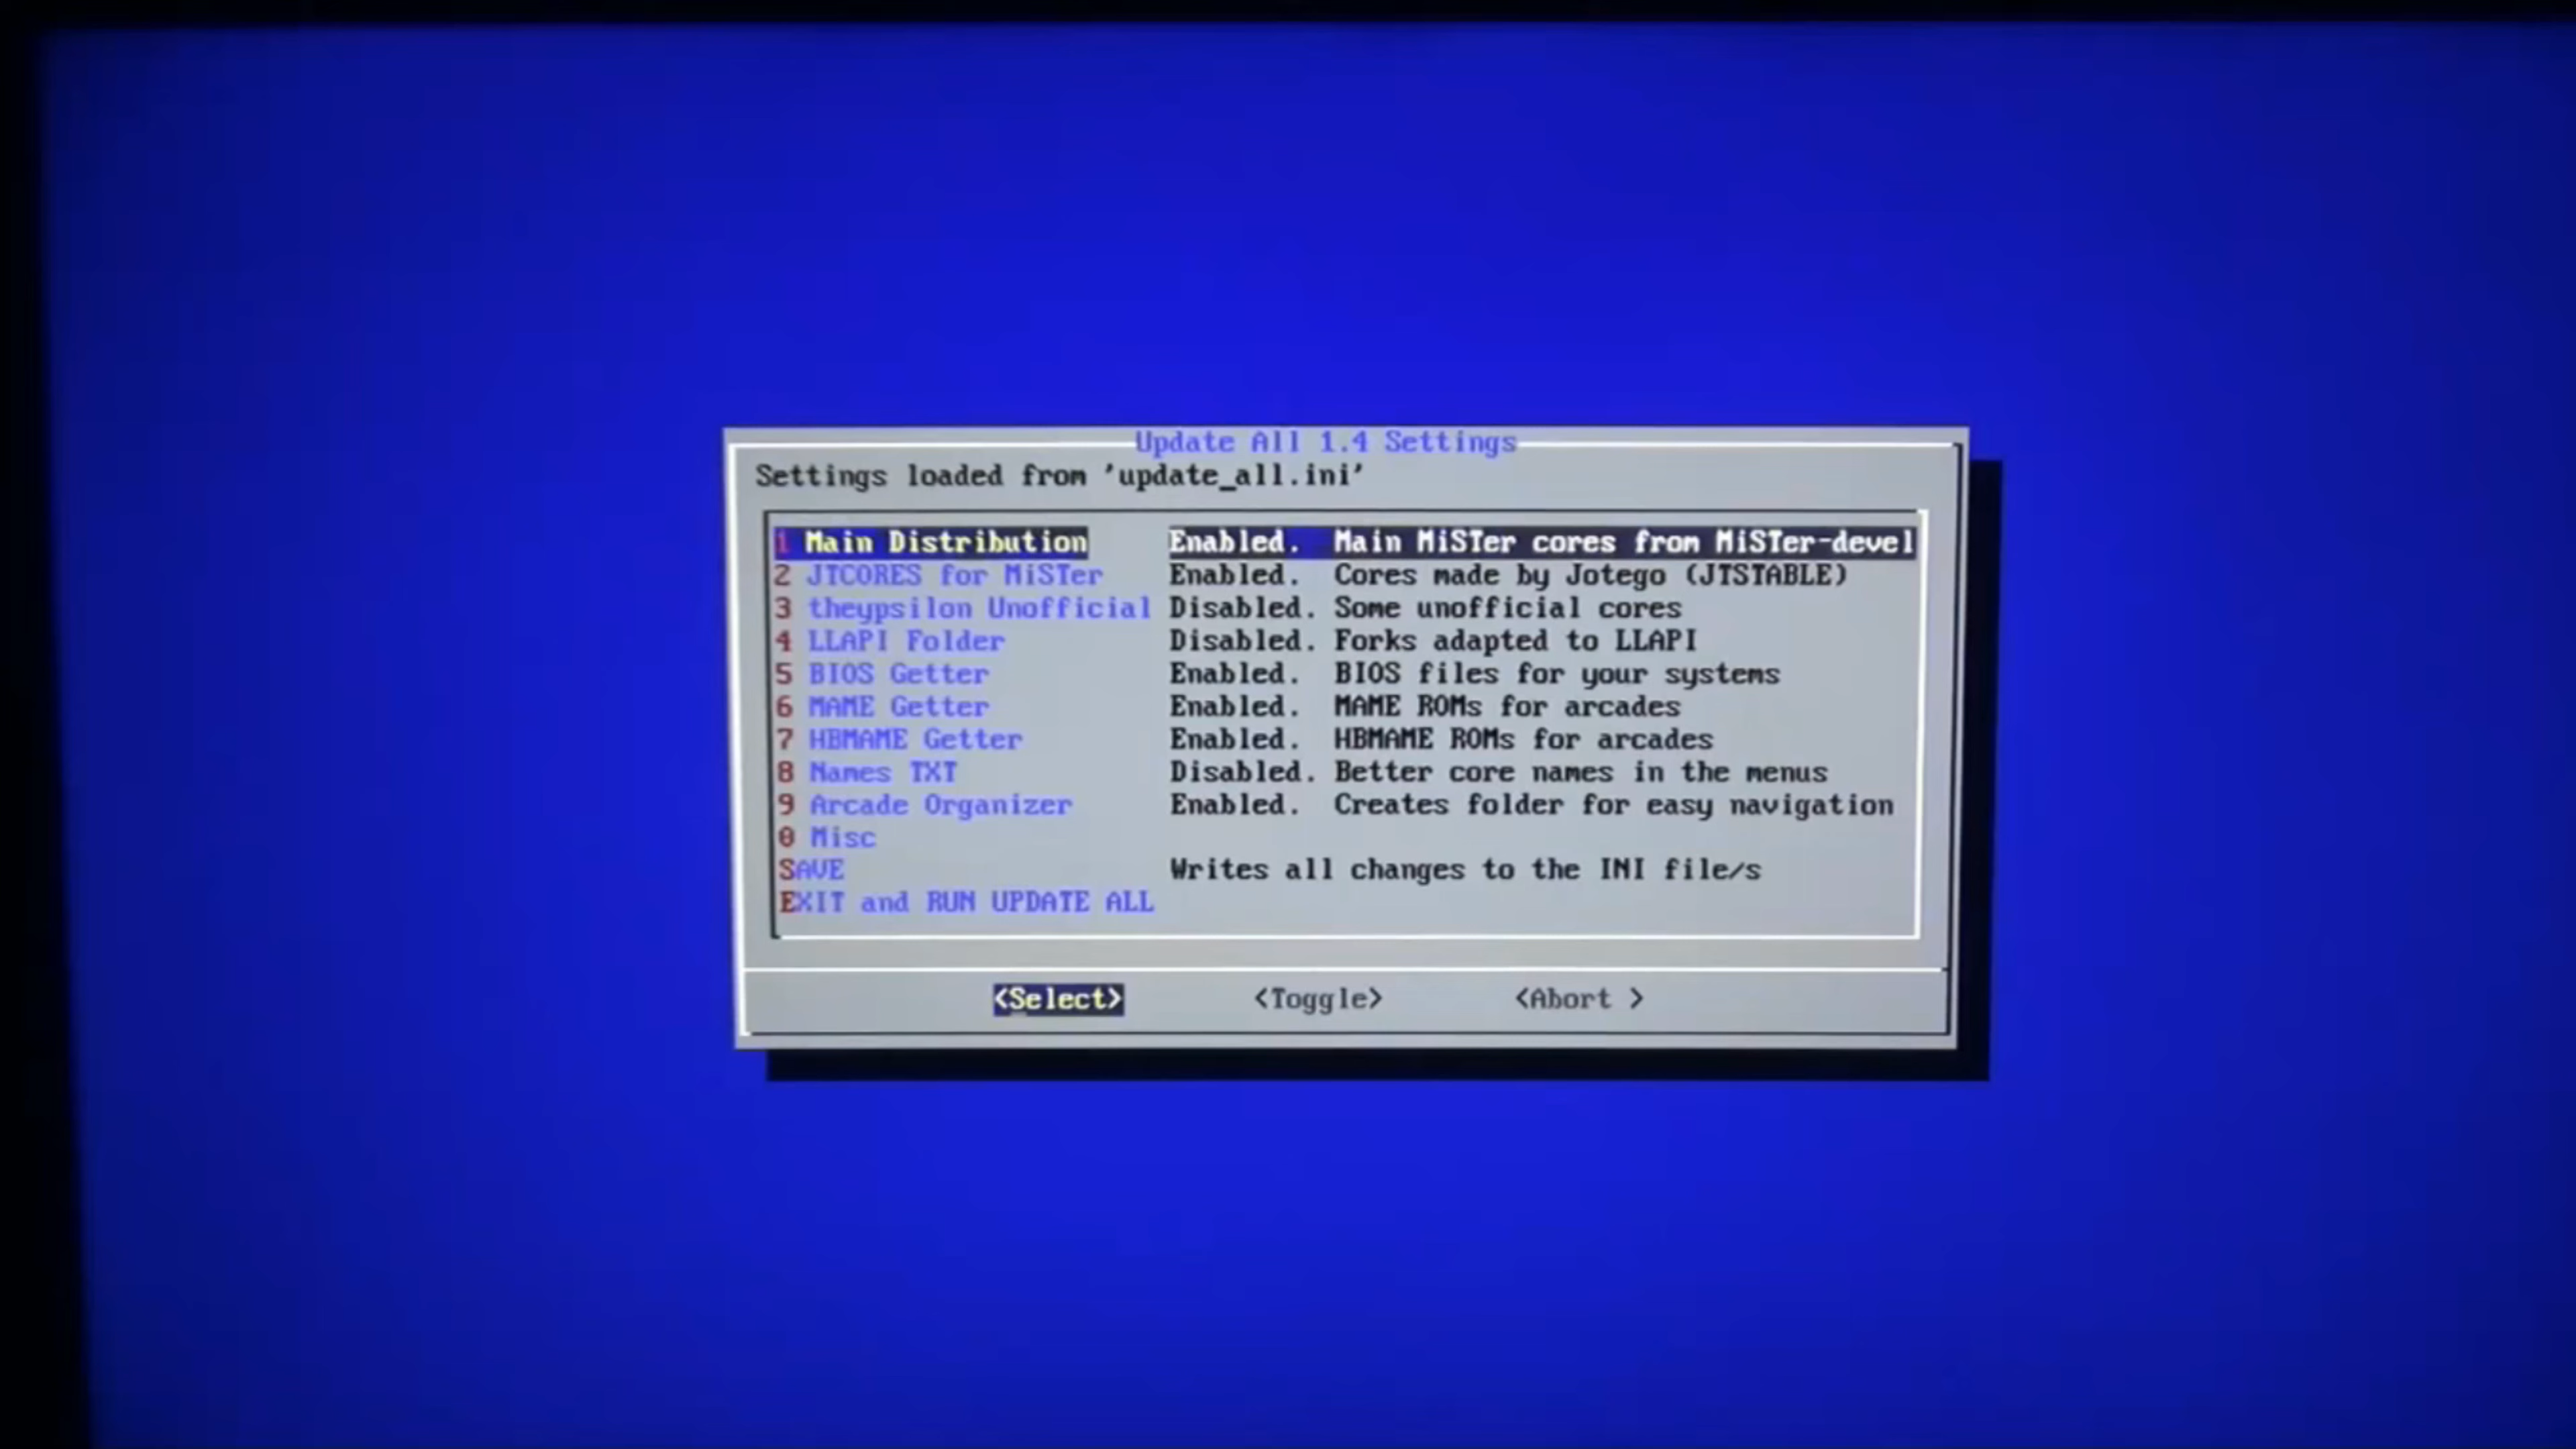 Update All 1.4 Settings
Settings loaded from 'update_all.ini'
1 Main Distribution Enabled. Main MiSTer cores from MiSTer-devel
2 JTCORES for MiSTer Enabled. Cores made by Jotego (JTSTABLE)
3 theypsilon Unofficial Disabled. Some unofficial cores
4 LLAPI Folder Disabled. Forks adapted to LLAPI
5 BIOS Getter Enabled. BIOS files for your systems
6 MAME Getter Enabled. MAME ROMs for arcades
7 HBMAME Getter Enabled. HBMAME ROMs for arcades
8 Names TXT Disabled. Better core names in the menus
9 Arcade Organizer Enabled. Creates folder for easy navigation
0 Misc
SAVE Writes all changes to the INI file/s
EXIT and RUN UPDATE ALL
<Select> <Toggle> <Abort >